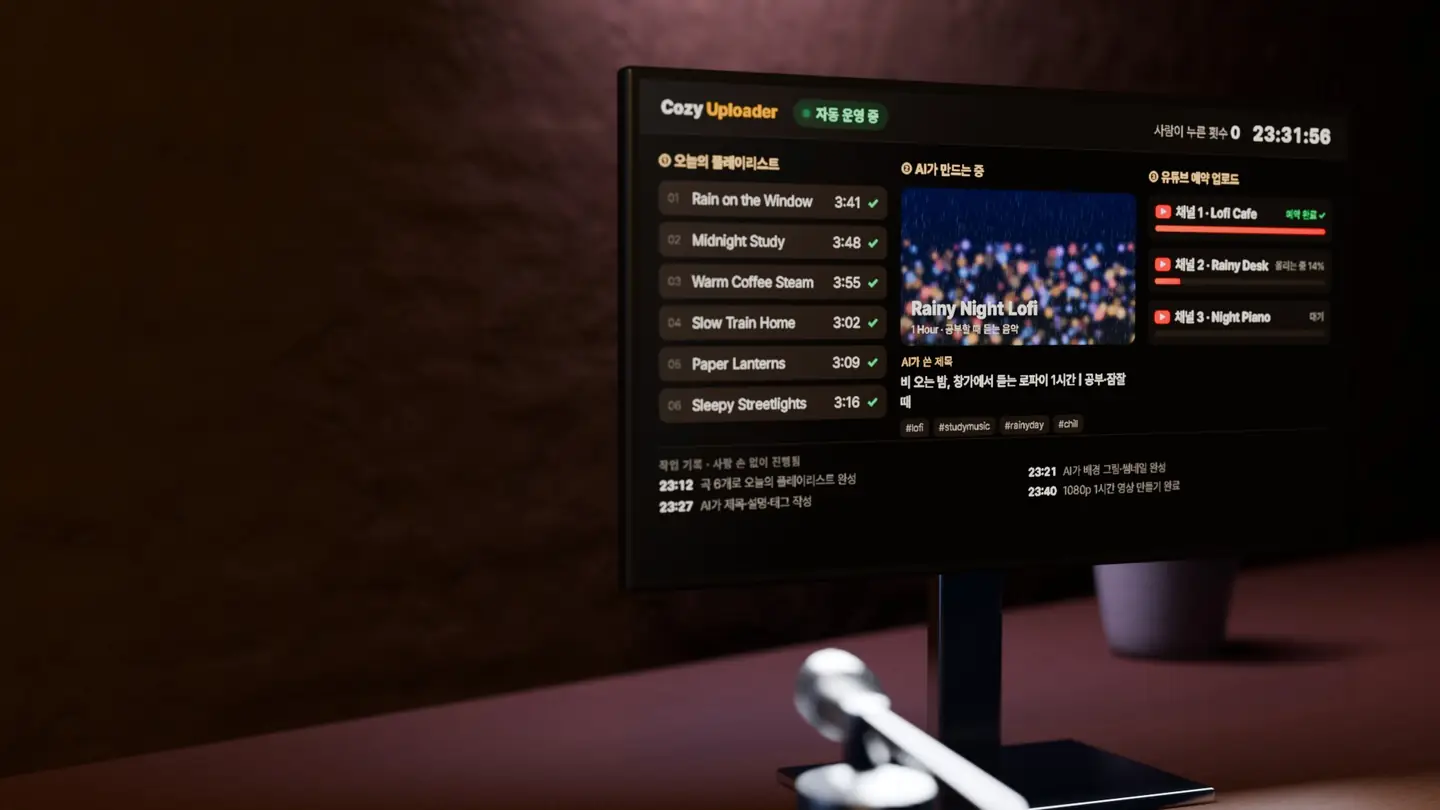 Cozy Uploader
자동 운영 중
사람이 누른 횟수 0 23:31:56
① 오늘의 플레이리스트
01 Rain on the Window 3:41 ✓
02 Midnight Study 3:48 ✓
03 Warm Coffee Steam 3:55 ✓
04 Slow Train Home 3:02 ✓
05 Paper Lanterns 3:09 ✓
06 Sleepy Streetlights 3:16 ✓
② AI가 만드는 중
Rainy Night Lofi
1 Hour · 공부할 때 듣는 음악
AI가 쓴 제목
비 오는 밤, 창가에서 듣는 로파이 1시간 | 공부·잠잘
때
#lofi #studymusic #rainyday #chill
③ 유튜브 예약 업로드
채널 1 · Lofi Cafe 예약 완료 ✓
채널 2 · Rainy Desk 올리는 중 14%
채널 3 · Night Piano 대기
작업 기록 · 사람 손 없이 진행됨
23:12 곡 6개로 오늘의 플레이리스트 완성
23:21 AI가 배경 그림·썸네일 완성
23:27 AI가 제목·설명·태그 작성
23:40 1080p 1시간 영상 만들기 완료